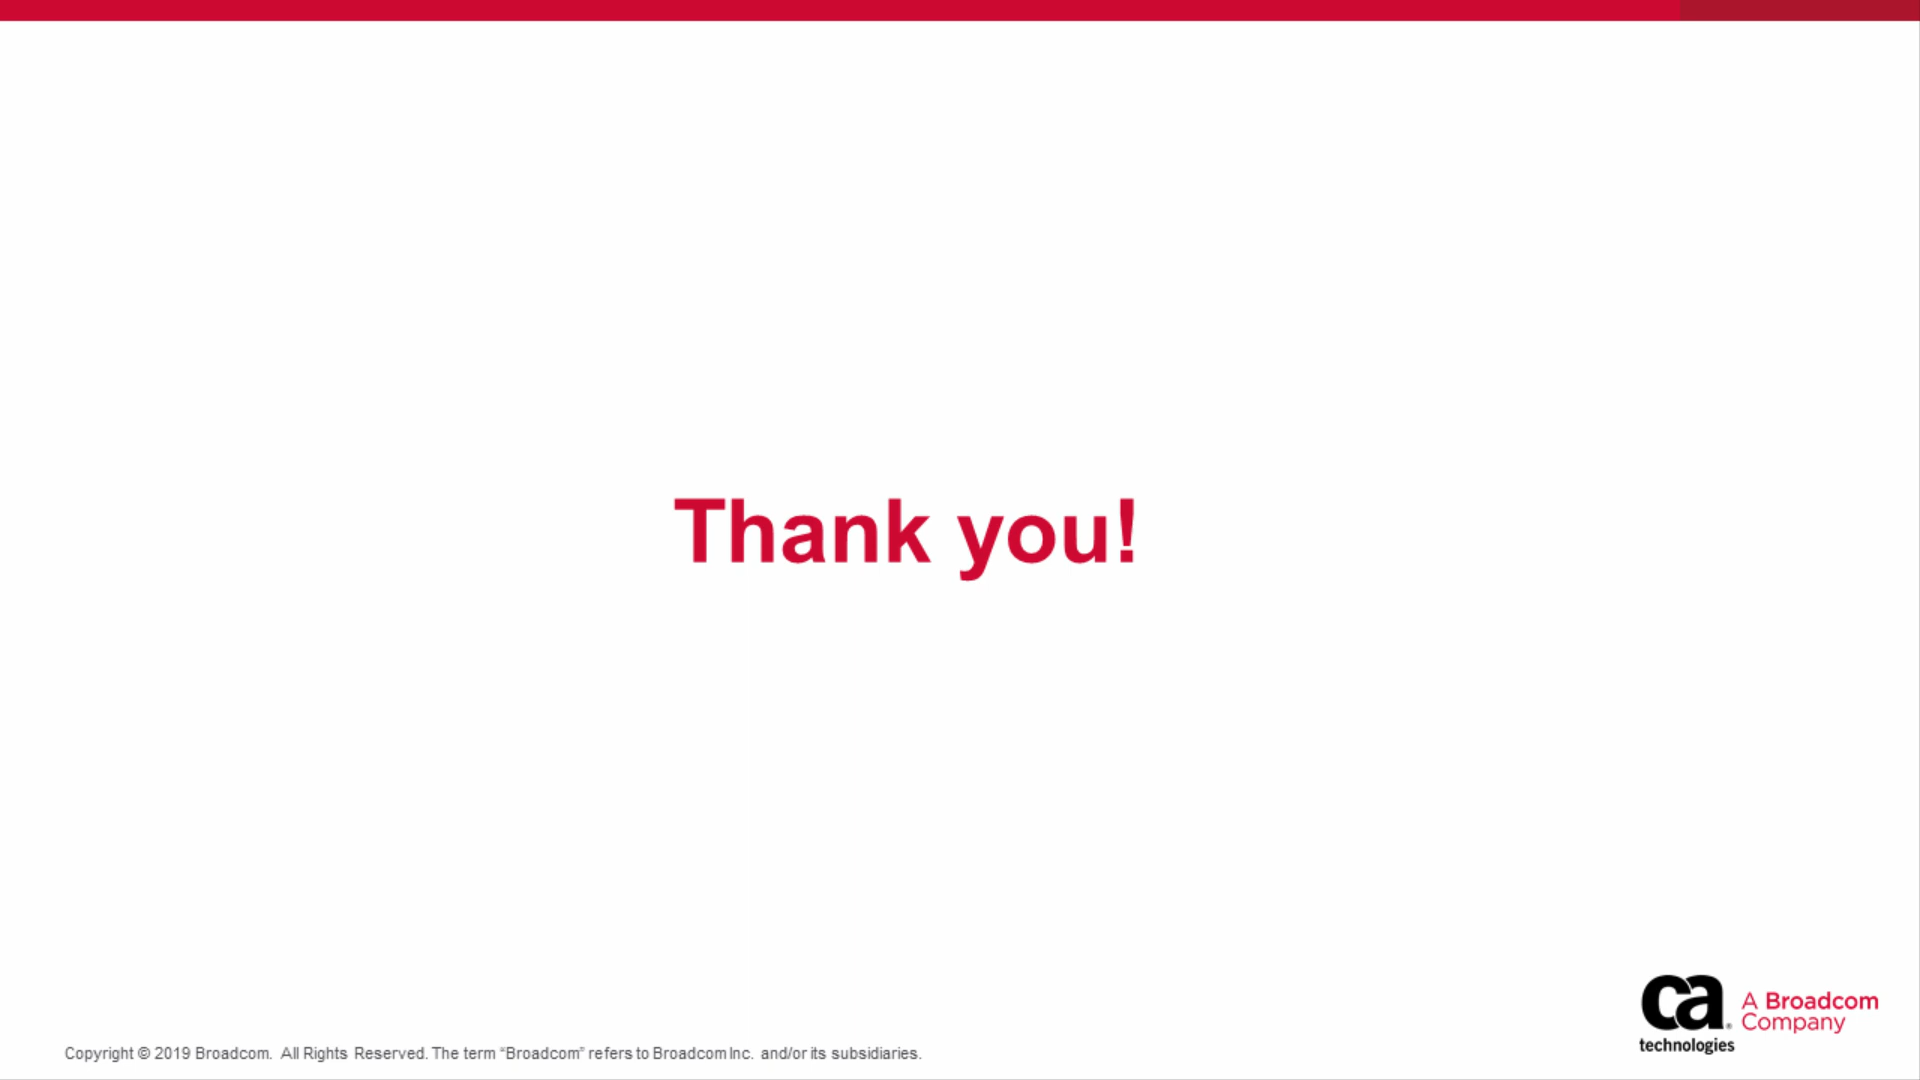 Thank you!
ca
technologies
A Broadcom
Company
Copyright © 2019 Broadcom. All Rights Reserved. The term “Broadcom” refers to Broadcom Inc. and/or its subsidiaries.